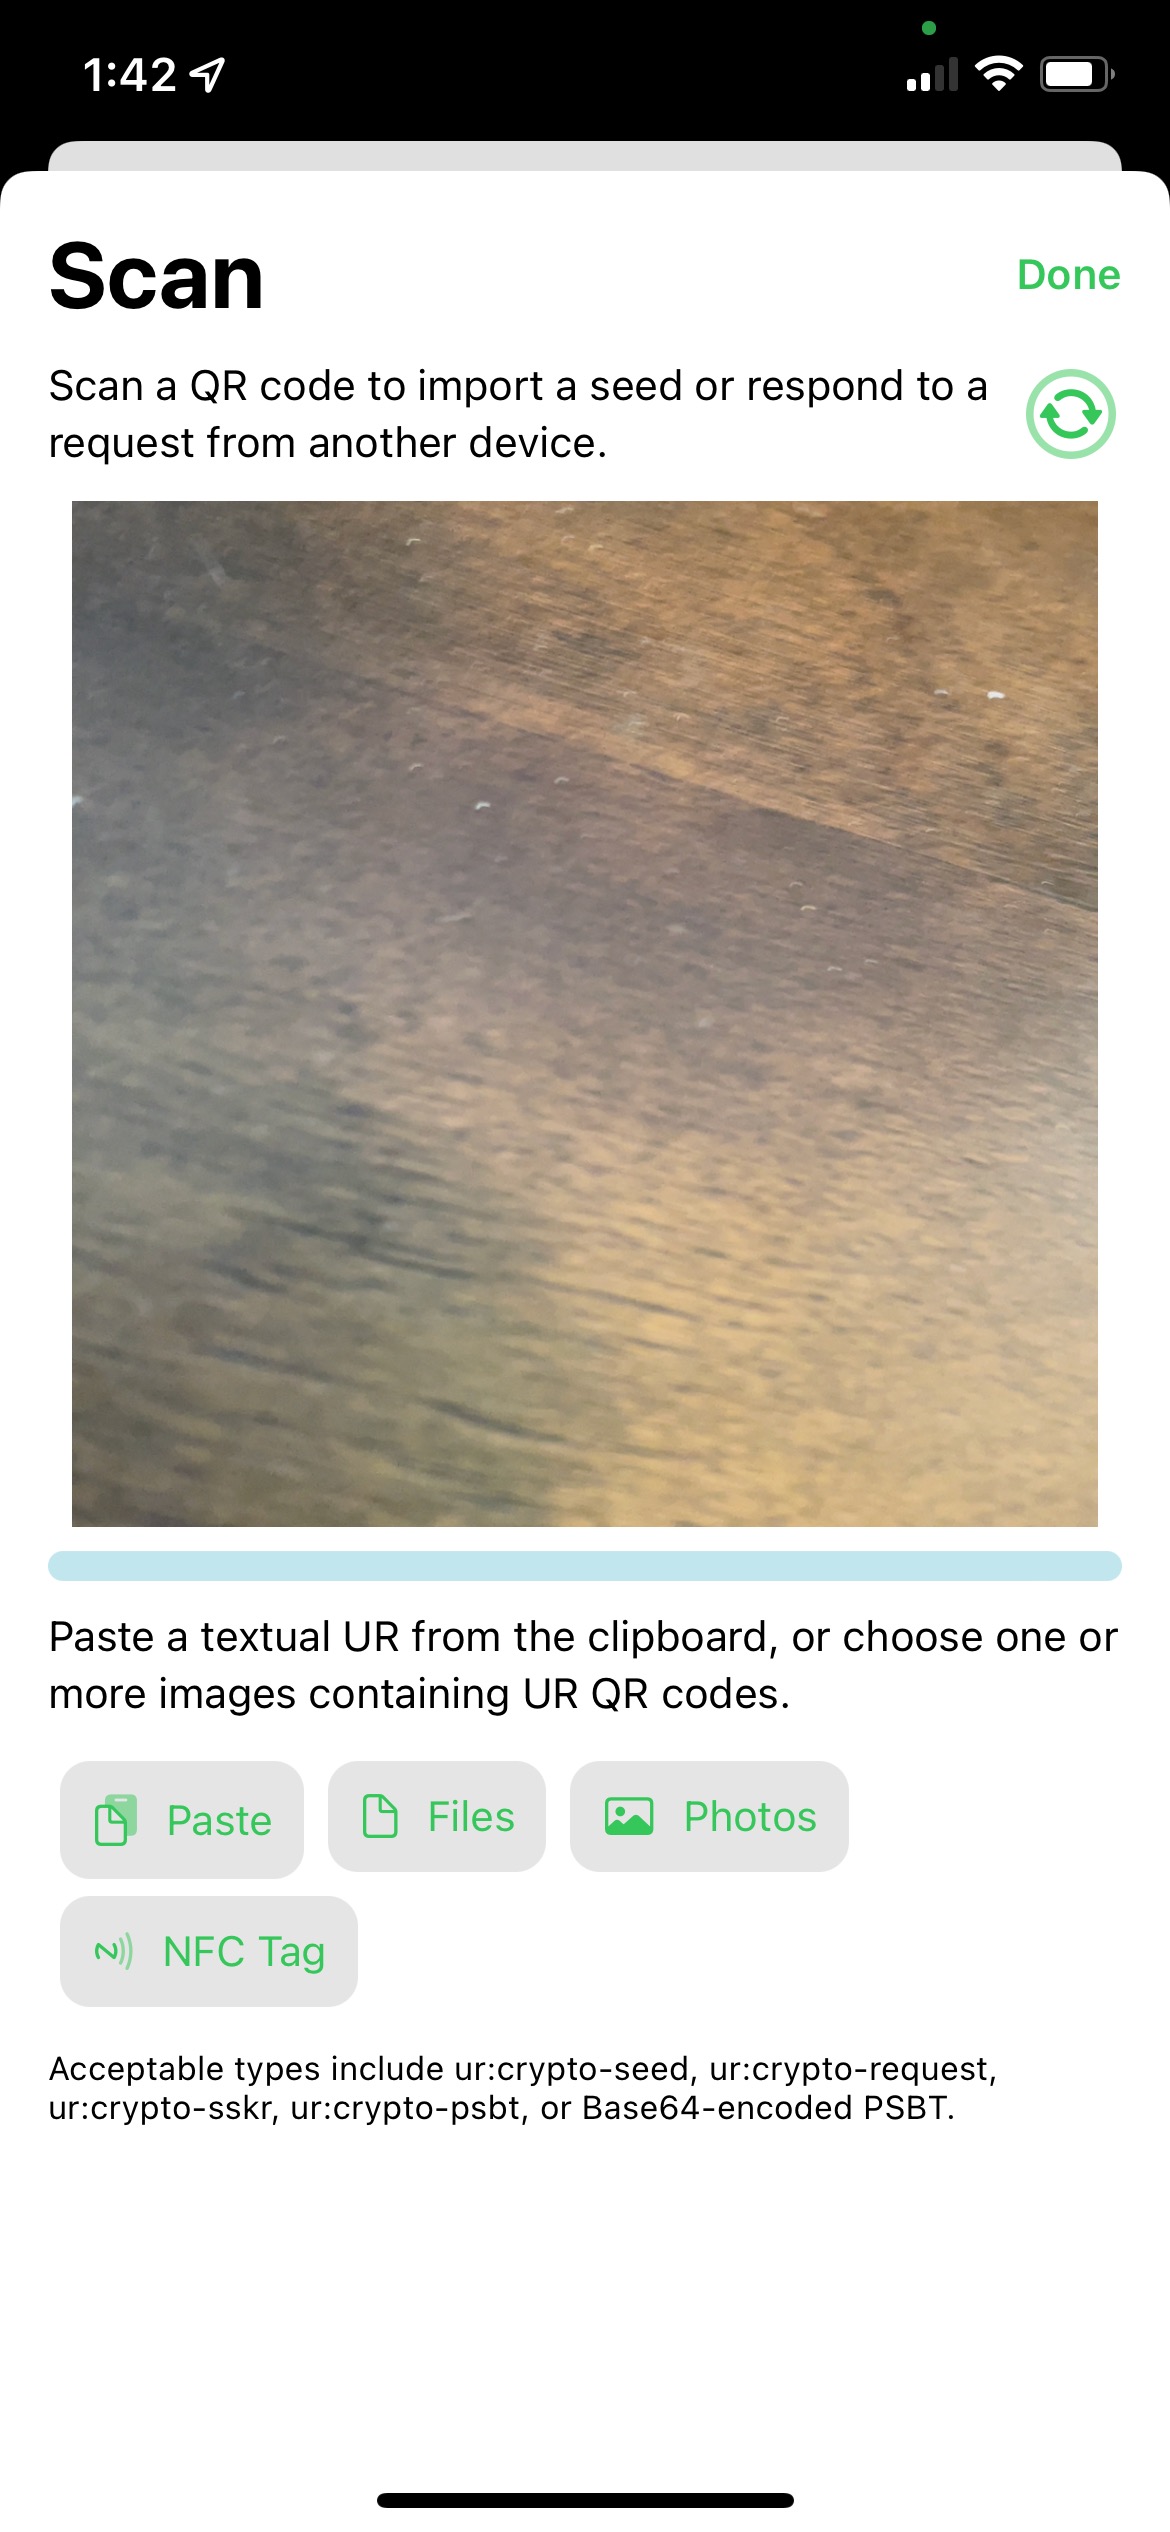 1:42
Scan
Done
Scan a QR code to import a seed or respond to a
request from another device.
Paste a textual UR from the clipboard, or choose one or
more images containing UR QR codes.
Paste
Files
Photos
NFC Tag
Acceptable types include ur:crypto-seed, ur:crypto-request,
ur:crypto-sskr, ur:crypto-psbt, or Base64-encoded PSBT.